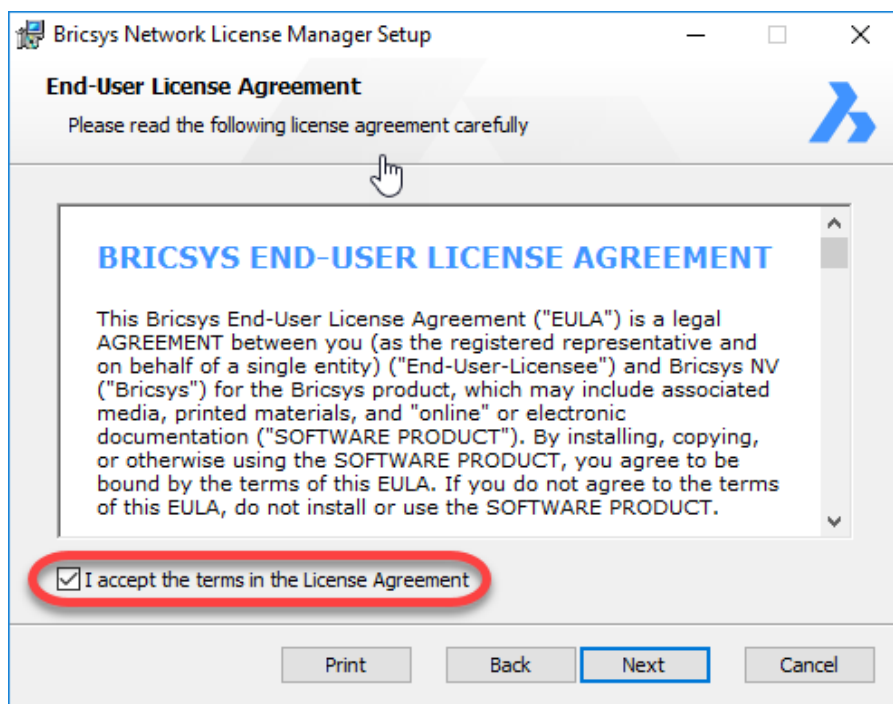 Bricsys Network License Manager Setup
End-User License Agreement
Please read the following license agreement carefully
BRICSYS END-USER LICENSE AGREEMENT
This Bricsys End-User License Agreement ("EULA") is a legal
AGREEMENT between you (as the registered representative and
on behalf of a single entity) ("End-User-Licensee") and Bricsys NV
("Bricsys") for the Bricsys product, which may include associated
media, printed materials, and "online" or electronic
documentation ("SOFTWARE PRODUCT"). By installing, copying,
or otherwise using the SOFTWARE PRODUCT, you agree to be
bound by the terms of this EULA. If you do not agree to the terms
of this EULA, do not install or use the SOFTWARE PRODUCT.
I accept the terms in the License Agreement
Print Back Next Cancel